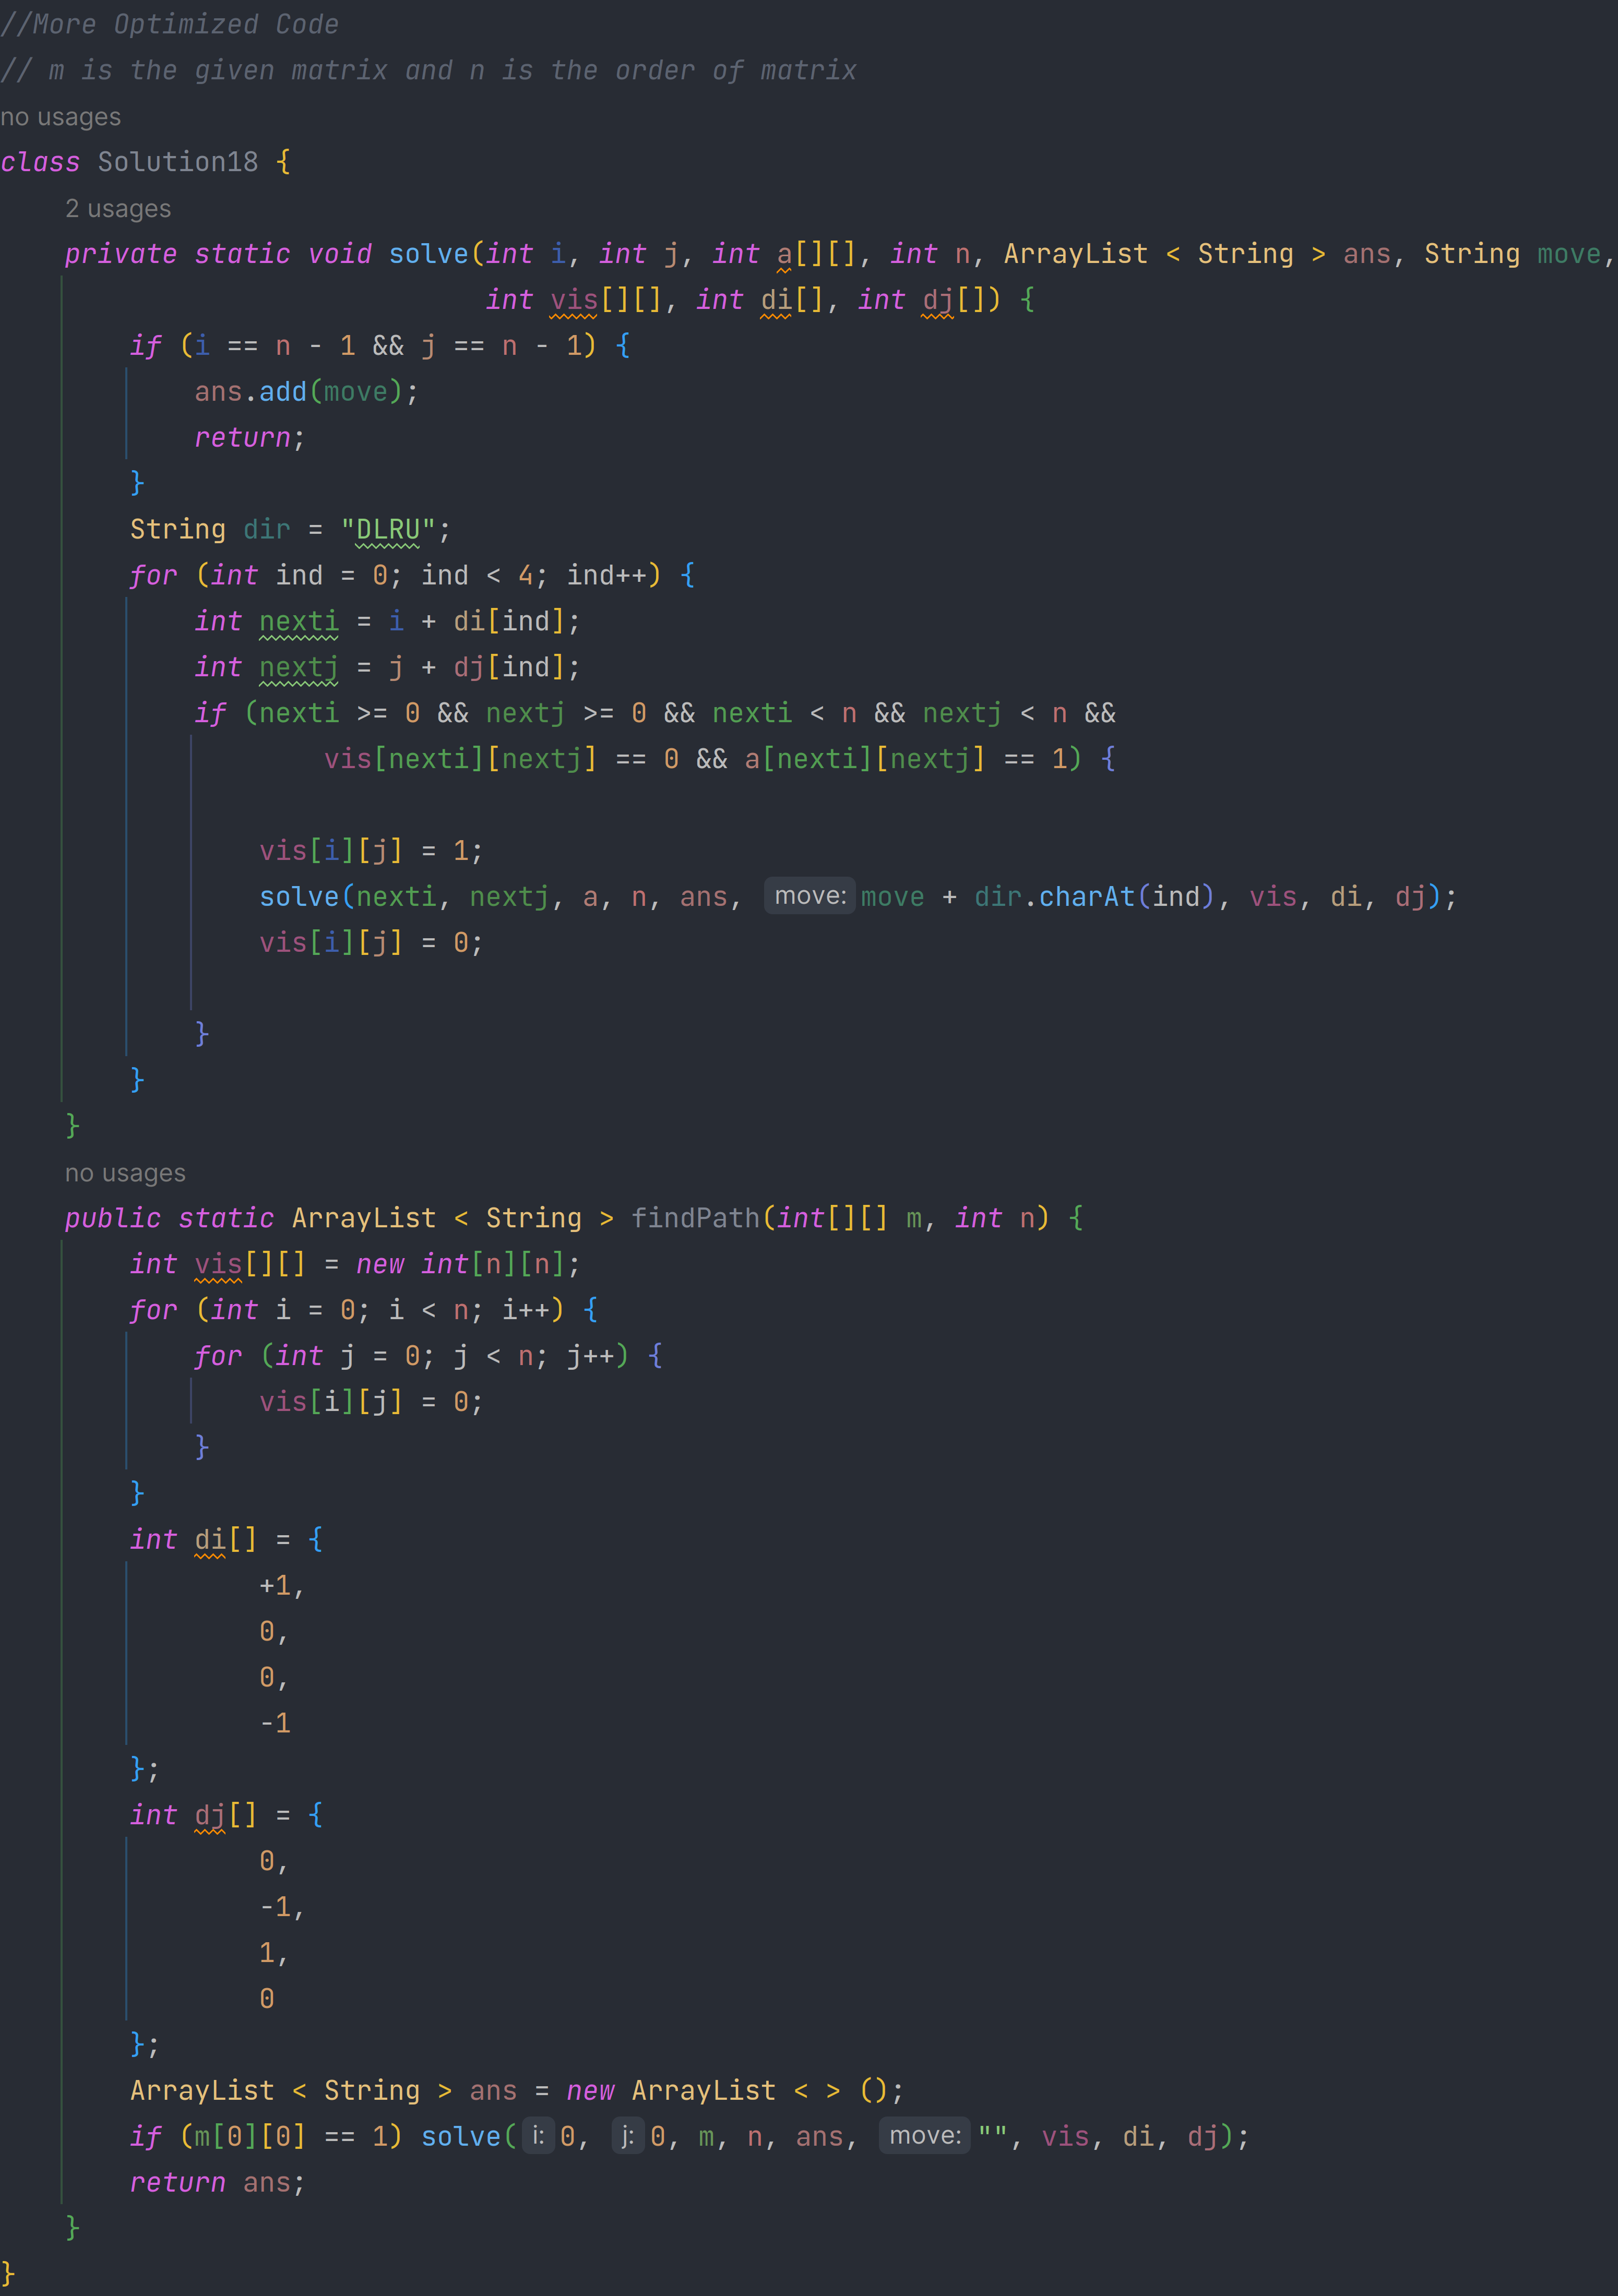 //More Optimized Code
// m is the given matrix and n is the order of matrix
no usages
class Solution18 {
2 usages
private static void solve(int i, int j, int a[][], int n, ArrayList < String > ans, String move,
int vis[][], int di[], int dj[]) {
if (i == n - 1 && j == n - 1) {
ans.add(move);
return;
}
String dir = "DLRU";
for (int ind = 0; ind < 4; ind++) {
int nexti = i + di[ind];
int nextj = j + dj[ind];
if (nexti >= 0 && nextj >= 0 && nexti < n && nextj < n &&
vis[nexti][nextj] == 0 && a[nexti][nextj] == 1) {
vis[i][j] = 1;
solve(nexti, nextj, a, n, ans, move: move + dir.charAt(ind), vis, di, dj);
vis[i][j] = 0;
}
}
}
no usages
public static ArrayList < String > findPath(int[][] m, int n) {
int vis[][] = new int[n][n];
for (int i = 0; i < n; i++) {
for (int j = 0; j < n; j++) {
vis[i][j] = 0;
}
}
int di[] = {
+1,
0,
0,
-1
};
int dj[] = {
0,
-1,
1,
0
};
ArrayList < String > ans = new ArrayList < > ();
if (m[0][0] == 1) solve( i: 0, j: 0, m, n, ans, move: "", vis, di, dj);
return ans;
}
}